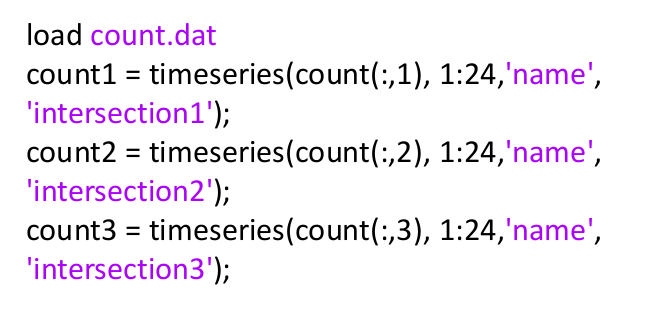 load count.dat
count1 = timeseries(count(:,1), 1:24,'name',
'intersection1');
count2 = timeseries(count(:,2), 1:24,'name',
'intersection2');
count3 = timeseries(count(:,3), 1:24,'name',
'intersection3');